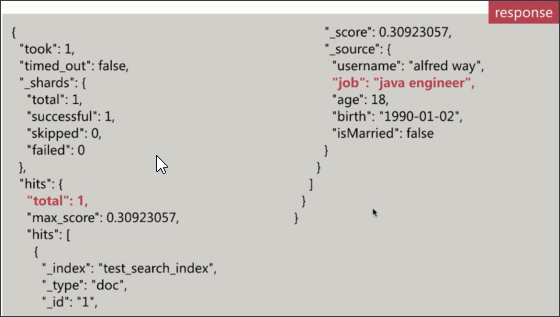 response
{
"took": 1,
"timed_out": false,
"_shards": {
"total": 1,
"successful": 1,
"skipped": 0,
"failed": 0
},
"hits": {
"total": 1,
"max_score": 0.30923057,
"hits": [
{
"_index": "test_search_index",
"_type": "doc",
"_id": "1",
"_score": 0.30923057,
"_source": {
"username": "alfred way",
"job": "java engineer",
"age": 18,
"birth": "1990-01-02",
"isMarried": false
}
}
]
}
}